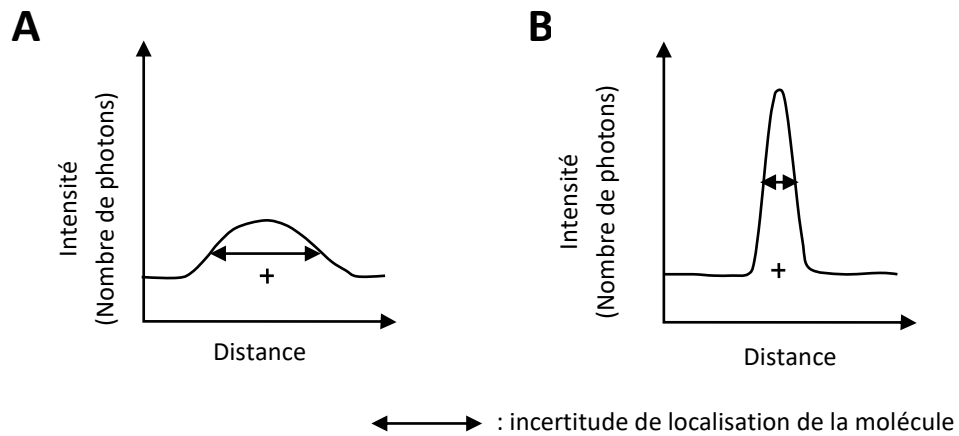 A
Intensité
(Nombre de photons)
+
Distance
B
Intensité
(Nombre de photons)
+
Distance
: incertitude de localisation de la molécule